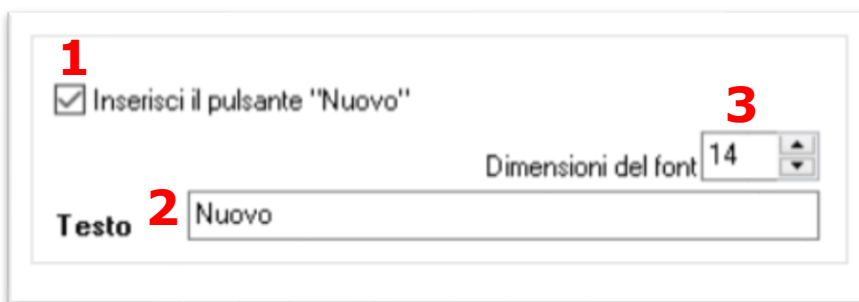 1
Inserisci il pulsante "Nuovo"
3
Dimensioni del font 14
Testo 2 Nuovo